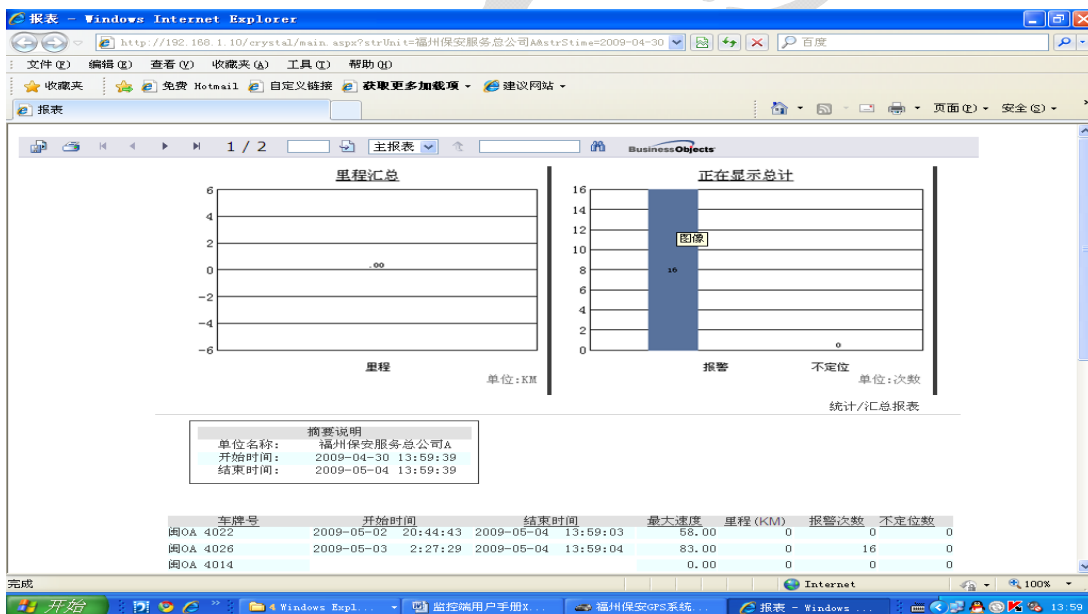 报表 - Windows Internet Explorer
http://192.168.1.10/crystal/main.aspx?strUnit=福州保安服务总公司A&strStime=2009-04-30
百度
文件(F) 编辑(E) 查看(V) 收藏夹(A) 工具(T) 帮助(H)
收藏夹 免费 Hotmail 自定义链接 获取更多加载项 建议网站
报表
页面(P) 安全(S)
1 / 2 主报表 BusinessObjects
里程汇总
6
4
2
0
-2
-4
-6
.00
里程
单位:KM
正在显示总计
16
14
12
10
8
6
4
2
0
图像
16
0
报警 不定位
单位:次数
统计/汇总报表
摘要说明
单位名称: 福州保安服务总公司A
开始时间: 2009-04-30 13:59:39
结束时间: 2009-05-04 13:59:39
车牌号 开始时间 结束时间 最大速度 里程(KM) 报警次数 不定位数
闽OA 4022 2009-05-02 20:44:43 2009-05-04 13:59:03 58.00 0 0 0
闽OA 4026 2009-05-03 2:27:29 2009-05-04 13:59:04 83.00 0 16 0
闽OA 4014 0.00 0 0 0
完成 Internet 100%
开始 4 Windows Expl... 监控端用户手册X... 福州保安GPS系统... 报表 - Windows ... 13:59